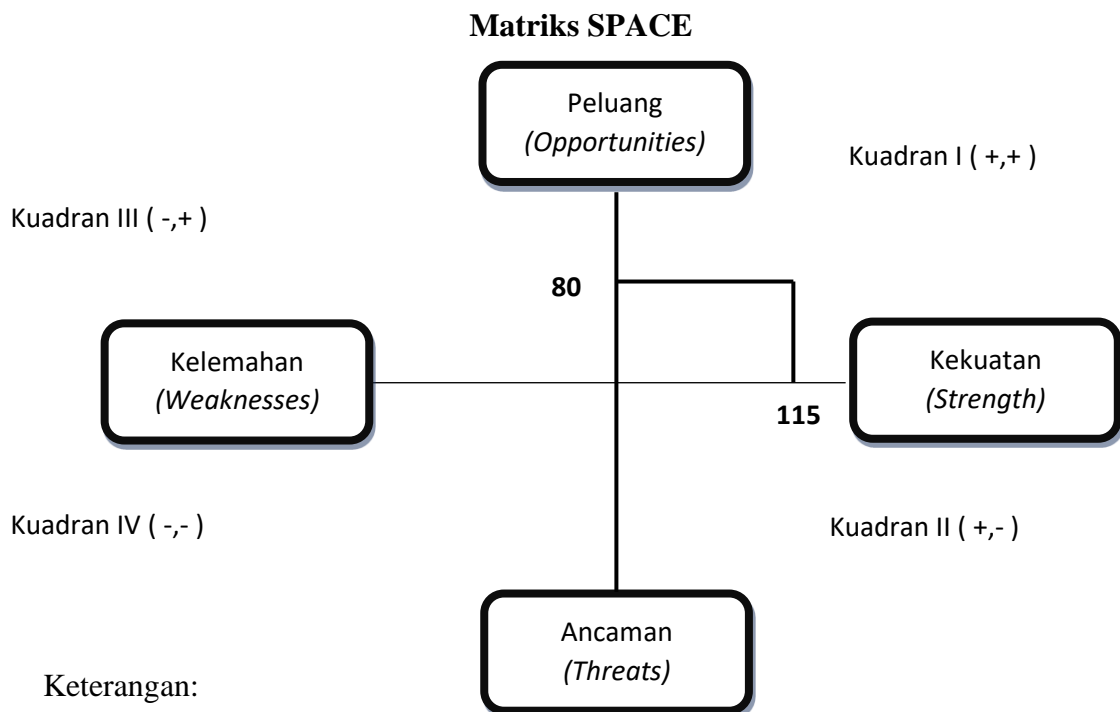 Matriks SPACE
Peluang
(Opportunities)
Kuadran I ( +,+ )
Kuadran III ( -,+ )
80
Kelemahan
(Weaknesses)
Kekuatan
(Strength)
115
Kuadran IV ( -,- )
Kuadran II ( +,- )
Ancaman
(Threats)
Keterangan: